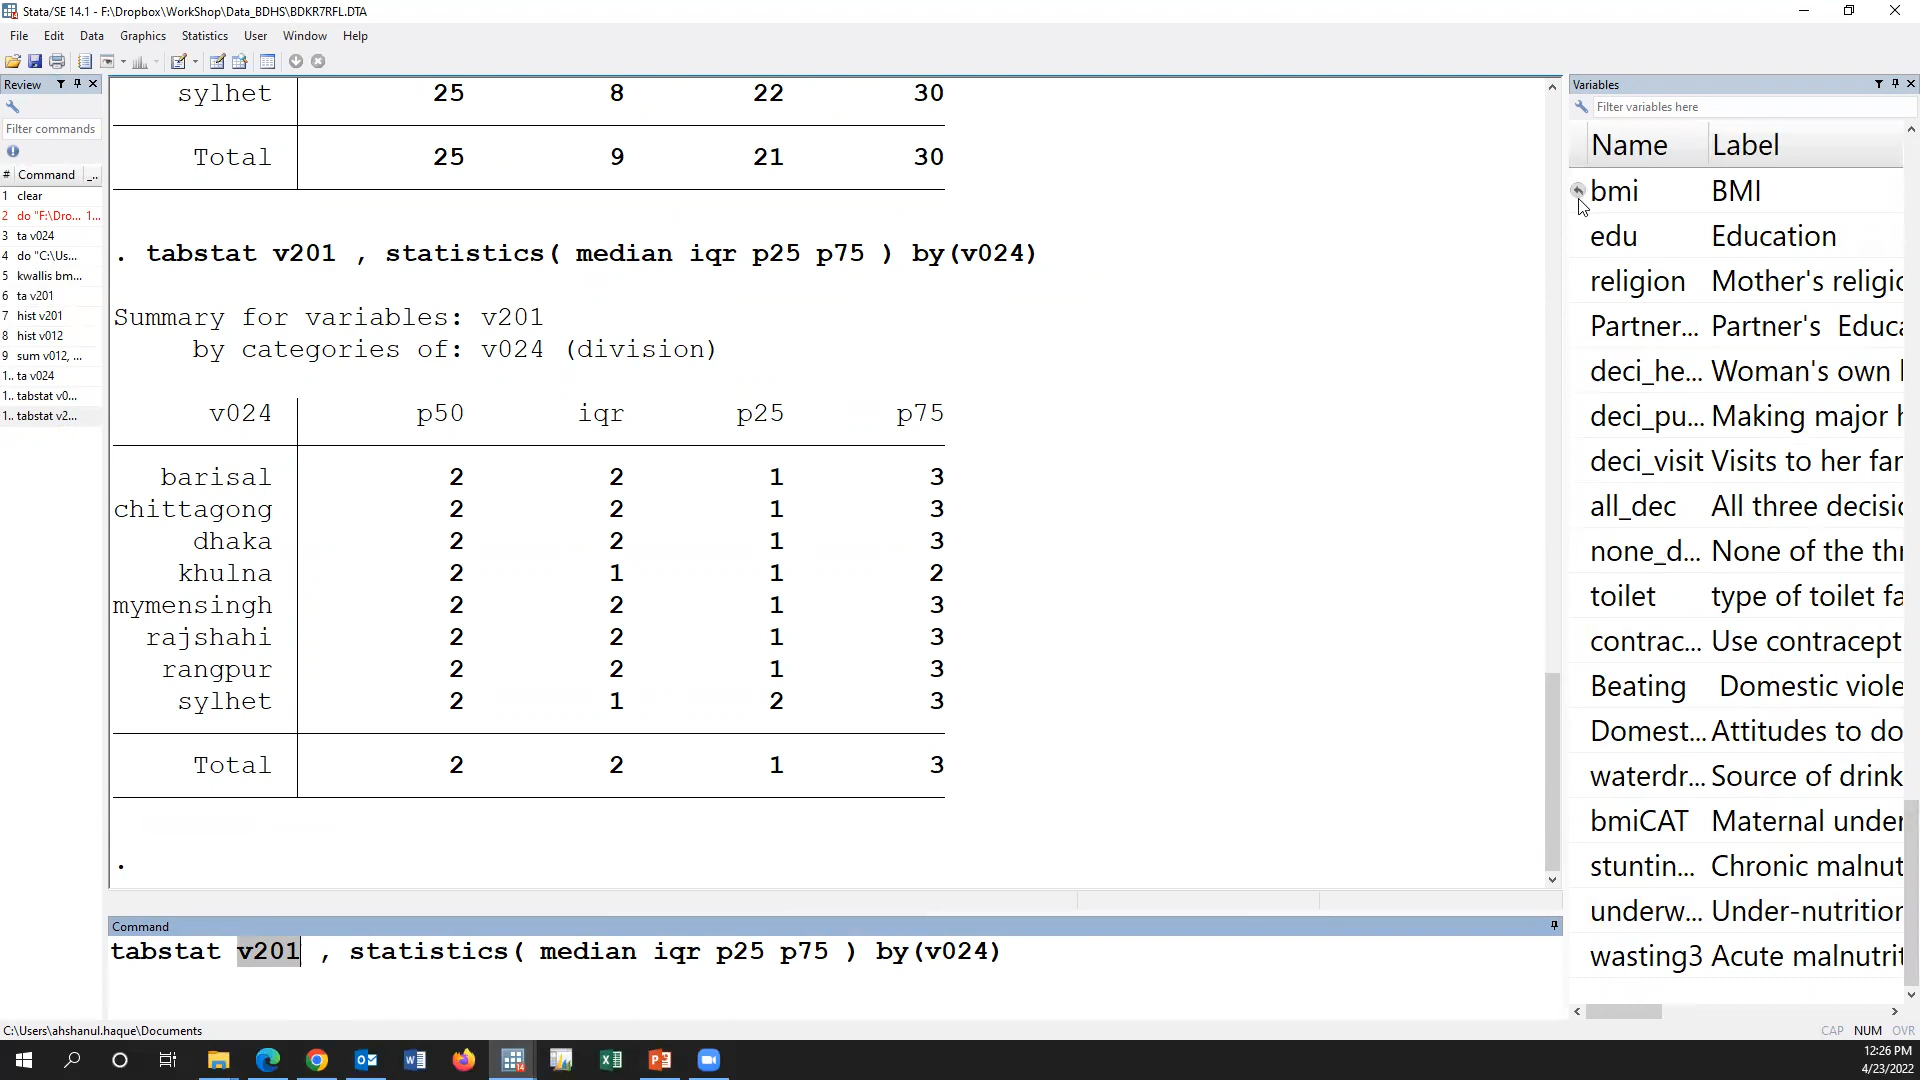 Stata/SE 14.1 - F:\Dropbox\WorkShop\Data_BDHS\BDKR7RFL.DTA
File Edit Data Graphics Statistics User Window Help
Review
Filter commands
# Command _..
1 clear
2 do "F:\Dro... 1...
3 ta v024
4 do "C:\Us...
5 kwallis bm...
6 ta v201
7 hist v201
8 hist v012
9 sum v012, ...
1.. ta v024
1.. tabstat v0...
1.. tabstat v2...
sylhet 25 8 22 30
Total 25 9 21 30
. tabstat v201 , statistics( median iqr p25 p75 ) by(v024)
Summary for variables: v201
by categories of: v024 (division)
v024 p50 iqr p25 p75
barisal 2 2 1 3
chittagong 2 2 1 3
dhaka 2 2 1 3
khulna 2 1 1 2
mymensingh 2 2 1 3
rajshahi 2 2 1 3
rangpur 2 2 1 3
sylhet 2 1 2 3
Total 2 2 1 3
.
Command
tabstat v201 , statistics( median iqr p25 p75 ) by(v024)
Variables
Filter variables here
Name Label
bmi BMI
edu Education
religion Mother's religio
Partner... Partner's Educa
deci_he... Woman's own h
deci_pu... Making major h
deci_visit Visits to her fam
all_dec All three decisio
none_d... None of the thr
toilet type of toilet fa
contrac... Use contracept
Beating Domestic viole
Domest... Attitudes to do
waterdr... Source of drink
bmiCAT Maternal under
stuntin... Chronic malnut
underw... Under-nutrition
wasting3 Acute malnutrit
C:\Users\ahshanul.haque\Documents
CAP NUM OVR
12:26 PM
4/23/2022